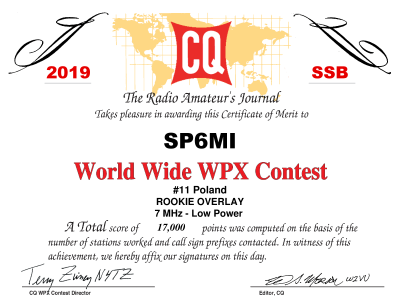 2019 CQ SSB
The Radio Amateur's Journal
Takes pleasure in awarding this Certificate of Merit to
SP6MI
World Wide WPX Contest
#11 Poland
ROOKIE OVERLAY
7 MHz - Low Power
A Total score of 17,000 points was computed on the basis of the
number of stations worked and call sign prefixes contacted. In witness of this
achievement, we hereby affix our signatures on this day.
Terry Zivney N4TZ
CQ WPX Contest Director Editor, CQ